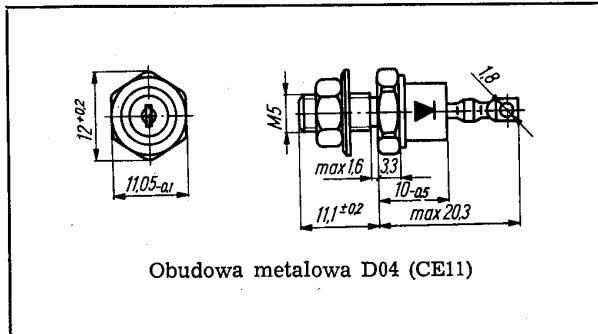 12+0,2
11,05-0,1
M5
1,8
max 1,6
3,3
10-0,5
11,1±0,2
max 20,3
Obudowa metalowa D04 (CE11)